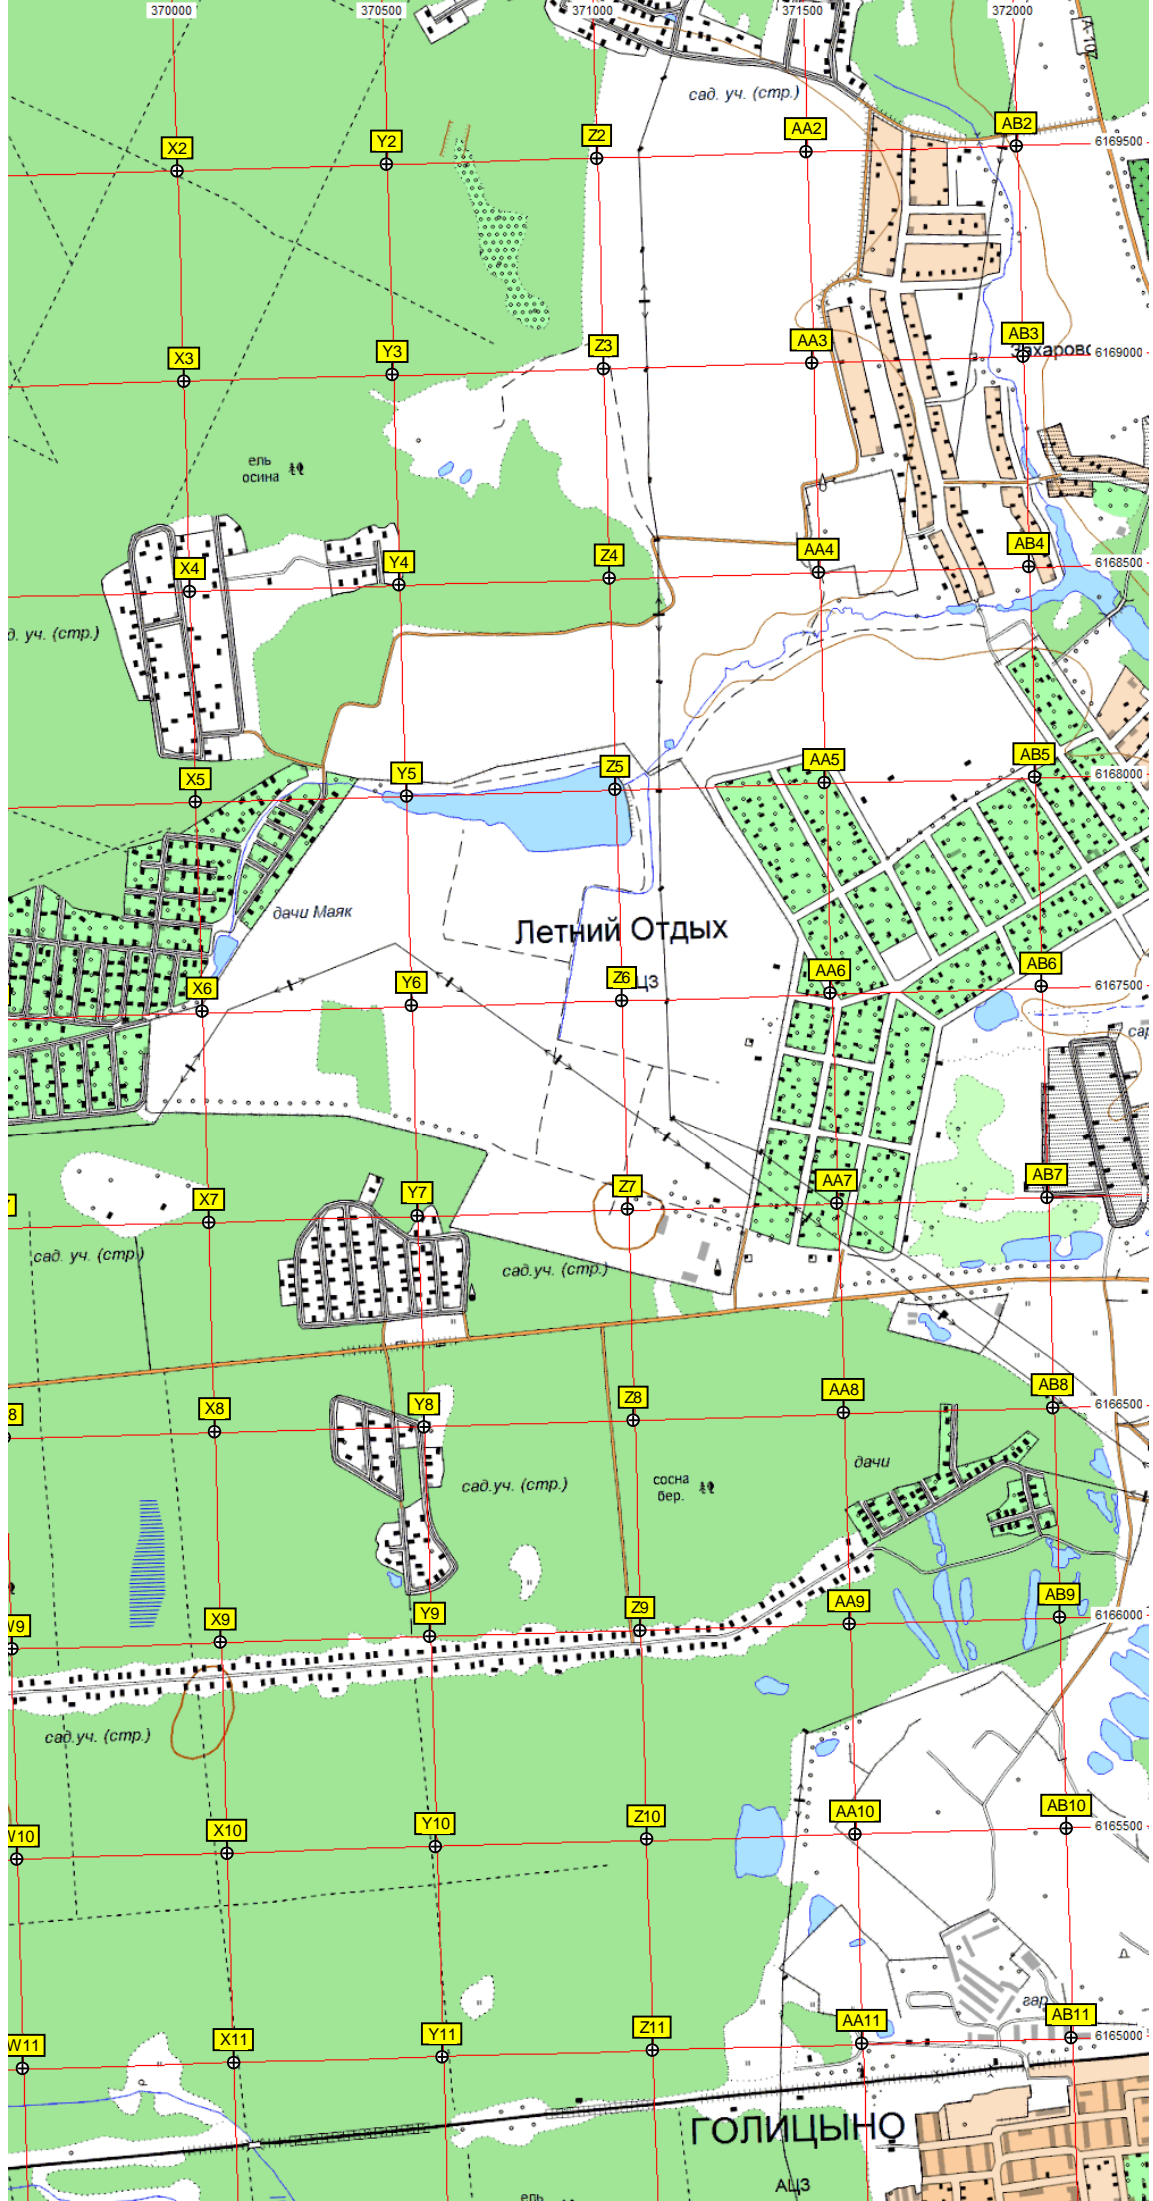 370000 370500 371000 371500 372000
А-107
сад. уч. (стр.)
X2 Y2 Z2 AA2 AB2 6169500
X3 Y3 Z3 AA3 AB3 6169000
ель
осина
X4 Y4 Z4 AA4 AB4 6168500
д. уч. (стр.)
X5 Y5 Z5 AA5 AB5 6168000
дачи Маяк
Летний Отдых
X6 Y6 Z6 AA6 AB6 6167500
сар
X7 Y7 Z7 AA7 AB7
сад. уч. (стр.)
сад.уч. (стр.)
8 X8 Y8 Z8 AA8 AB8 6166500
дачи
сад.уч. (стр.)
сосна
бер.
W9 X9 Y9 Z9 AA9 AB9 6166000
сад.уч. (стр.)
W10 X10 Y10 Z10 AA10 AB10 6165500
гар
W11 X11 Y11 Z11 AA11 AB11 6165000
ГОЛИЦЫНО
АЦЗ
ель